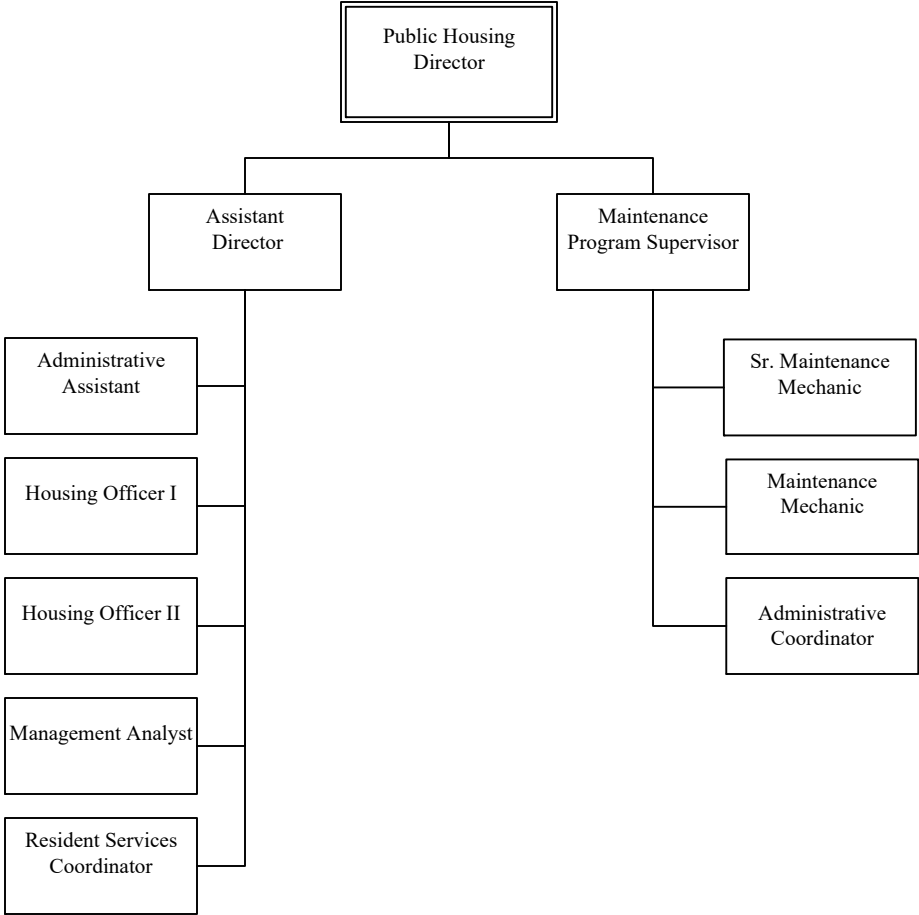 Public Housing
Director
Assistant
Director
Maintenance
Program Supervisor
Administrative
Assistant
Housing Officer I
Housing Officer II
Management Analyst
Resident Services
Coordinator
Sr. Maintenance
Mechanic
Maintenance
Mechanic
Administrative
Coordinator